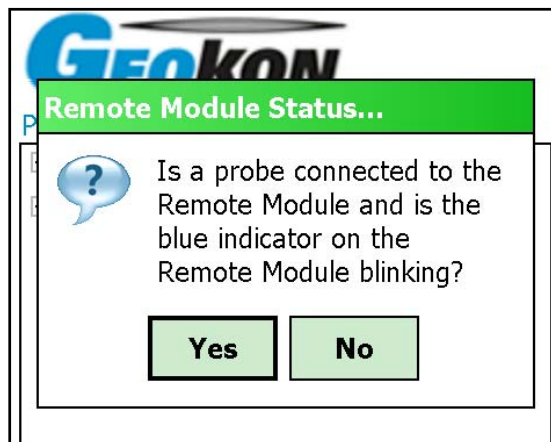 GEOKON
P
Remote Module Status...
?
Is a probe connected to the
Remote Module and is the
blue indicator on the
Remote Module blinking?
Yes No